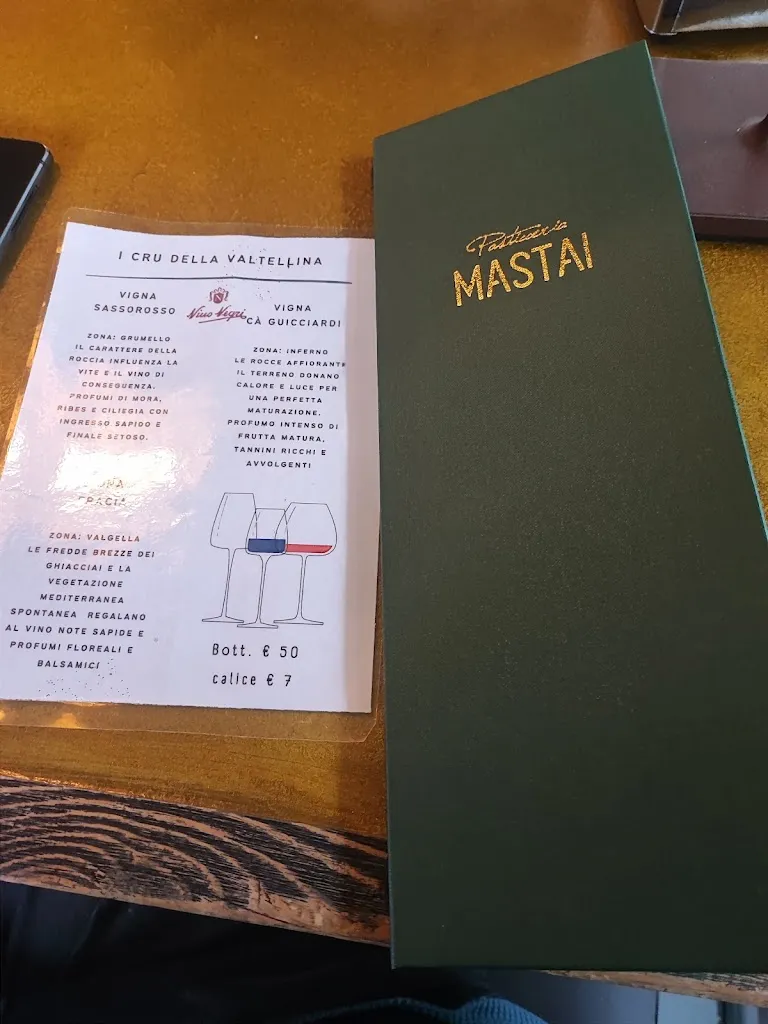 I CRU DELLA VALTELLINA
VIGNA
SASSOROSSO
Nino Negri
VIGNA
CÀ GUICCIARDI
ZONA: GRUMELLO
IL CARATTERE DELLA
ROCCIA INFLUENZA LA
VITE E IL VINO DI
CONSEGUENZA.
PROFUMI DI MORA,
RIBES E CILIEGIA CON
INGRESSO SAPIDO E
FINALE SETOSO.
ZONA: INFERNO
LE ROCCE AFFIORANTE
IL TERRENO DONANO
CALORE E LUCE PER
UNA PERFETTA
MATURAZIONE,
PROFUMO INTENSO DI
FRUTTA MATURA,
TANNINI RICCHI E
AVVOLGENTI
ZONA: VALGELLA
LE FREDDE BREZZE DEI
GHIACCIAI E LA
VEGETAZIONE
MEDITERRANEA
SPONTANEA REGALANO
AL VINO NOTE SAPIDE E
PROFUMI FLOREALI E
BALSAMICI
Bott. € 50
calice € 7
Pasticceria
MASTAI